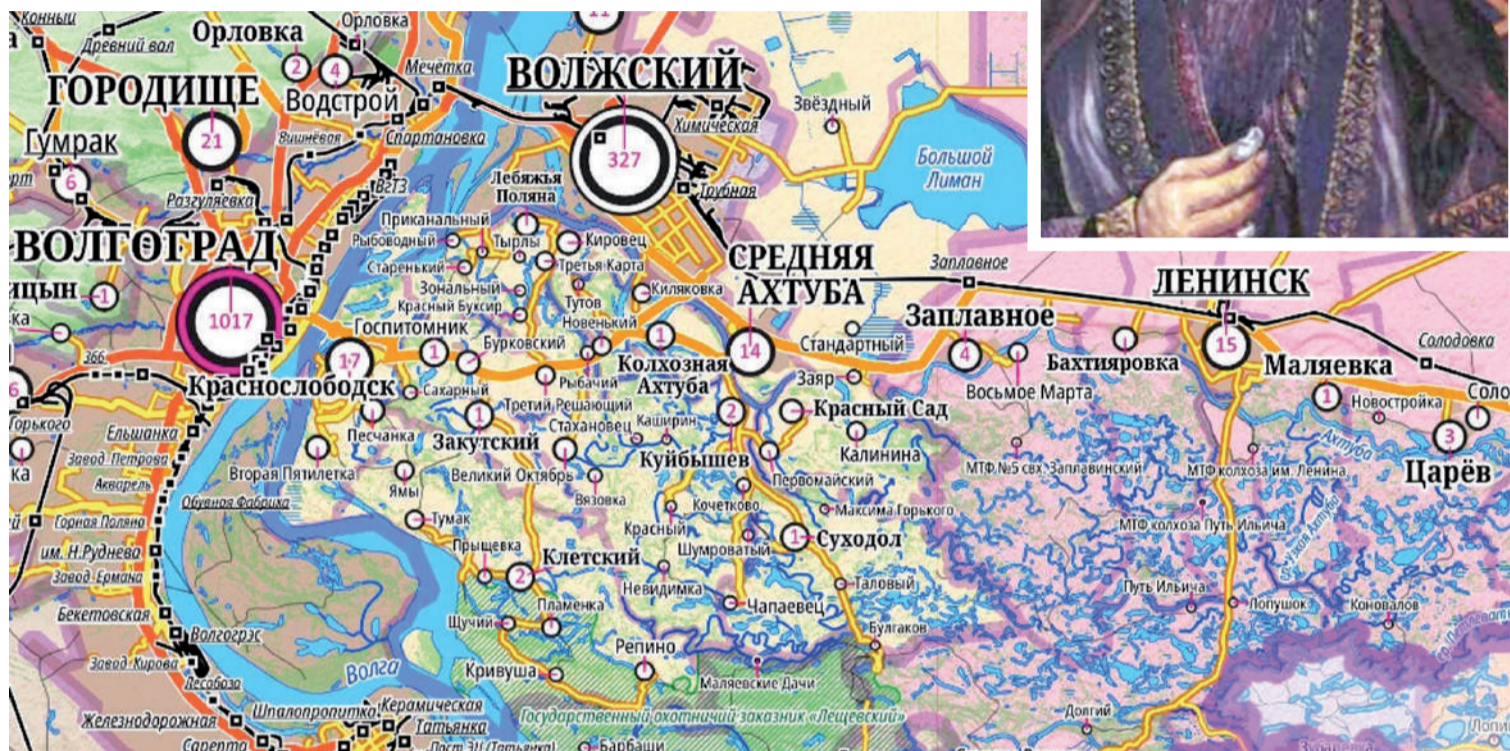 Конный
Древний вал
Орловка
Орловка
11
2
4
Мечётка
ГОРОДИЩЕ
Водстрой
ВОЛЖСКИЙ
Звёздный
Гумрак
21
Вишнёвая
Спартановка
Химическая
327
Большой
Лиман
6
Разгуляевка
ВгТЗ
Лебяжья
Поляна
Трубная
Приканальный
Рыбоводный
Тырлы
Кировец
ВОЛГОГРАД
Старенький
Третья Карта
СРЕДНЯЯ
АХТУБА
Заплавное
ЛЕНИНСК
1
Зональный
Тутов
Киляковка
Красный Буксир
Новенький
1017
Госпитомник
Бурковский
1
Стандартный
Заплавное
Солодовка
366
17
1
Колхозная
Ахтуба
14
4
Бахтияровка
15
Маляевка
Краснослободск
Сахарный
Рыбачий
Заяр
Восьмое Марта
Третий Решающий
1
Новостройка
Горького
Песчанка
1
Стахановец
Каширин
2
Красный Сад
3
Ельшанка
Закутский
Ахтуба
Завод Петрова
Вторая Пятилетка
Великий Октябрь
Куйбышев
Калинина
МТФ №5 свх. Заплавинский
МТФ колхоза им. Ленина
Царёв
Акварель
Ямы
Вязовка
Первомайский
Обувная Фабрика
Кочетково
Горная Поляна
Тумак
Красный
Максима Горького
МТФ колхоза Путь Ильича
им. Н.Руднева
Прыщевка
Клетский
Шумроватый
1
Суходол
Завод Ермана
2
Невидимка
Таловый
Путь Ильича
Лопушок
Коновалов
Бекетовская
Пламенка
Чапаевец
Щучий
Булгаков
Волгогрэс
Репино
Завод Кирова
Волга
Кривуша
Маляевские Дачи
Лесобаза
Шпалопропитка
Керамическая
Железнодорожная
Татьянка
Государственный охотничий заказник «Лещевский»
Долгий
Сарепта
Барбаши